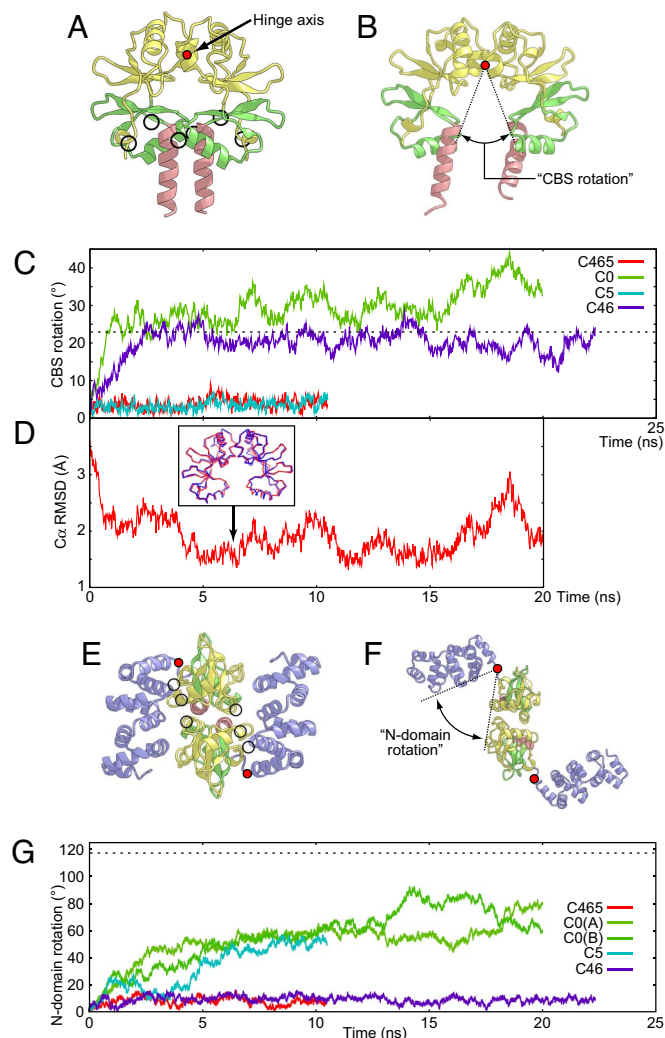 A
Hinge axis
B
"CBS rotation"
C
CBS rotation (°)
40
30
20
10
0
C465
C0
C5
C46
25
Time (ns)
D
Cα RMSD (Å)
3
2
1
0
5
10
15
20
Time (ns)
E
F
"N-domain
rotation"
G
N-domain rotation (°)
120
100
80
60
40
20
0
C465
C0(A)
C0(B)
C5
C46
0
5
10
15
20
25
Time (ns)